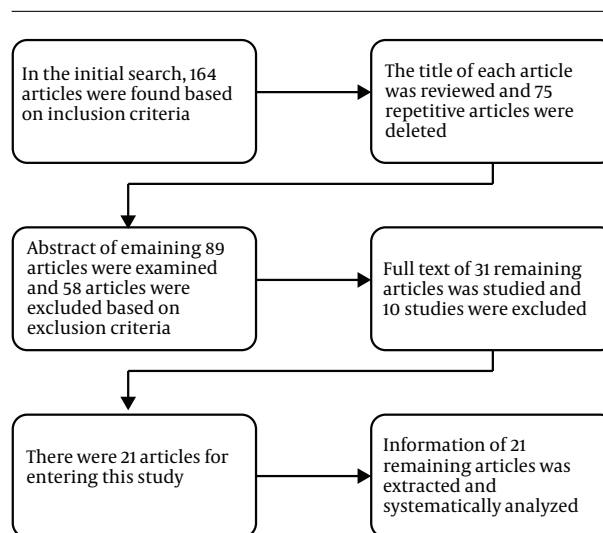 In the initial search, 164
articles were found based
on inclusion criteria
The title of each article
was reviewed and 75
repetitive articles were
deleted
Abstract of emaining 89
articles were examined
and 58 articles were
excluded based on
exclusion criteria
Full text of 31 remaining
articles was studied and
10 studies were excluded
There were 21 articles for
entering this study
Information of 21
remaining articles was
extracted and
systematically analyzed